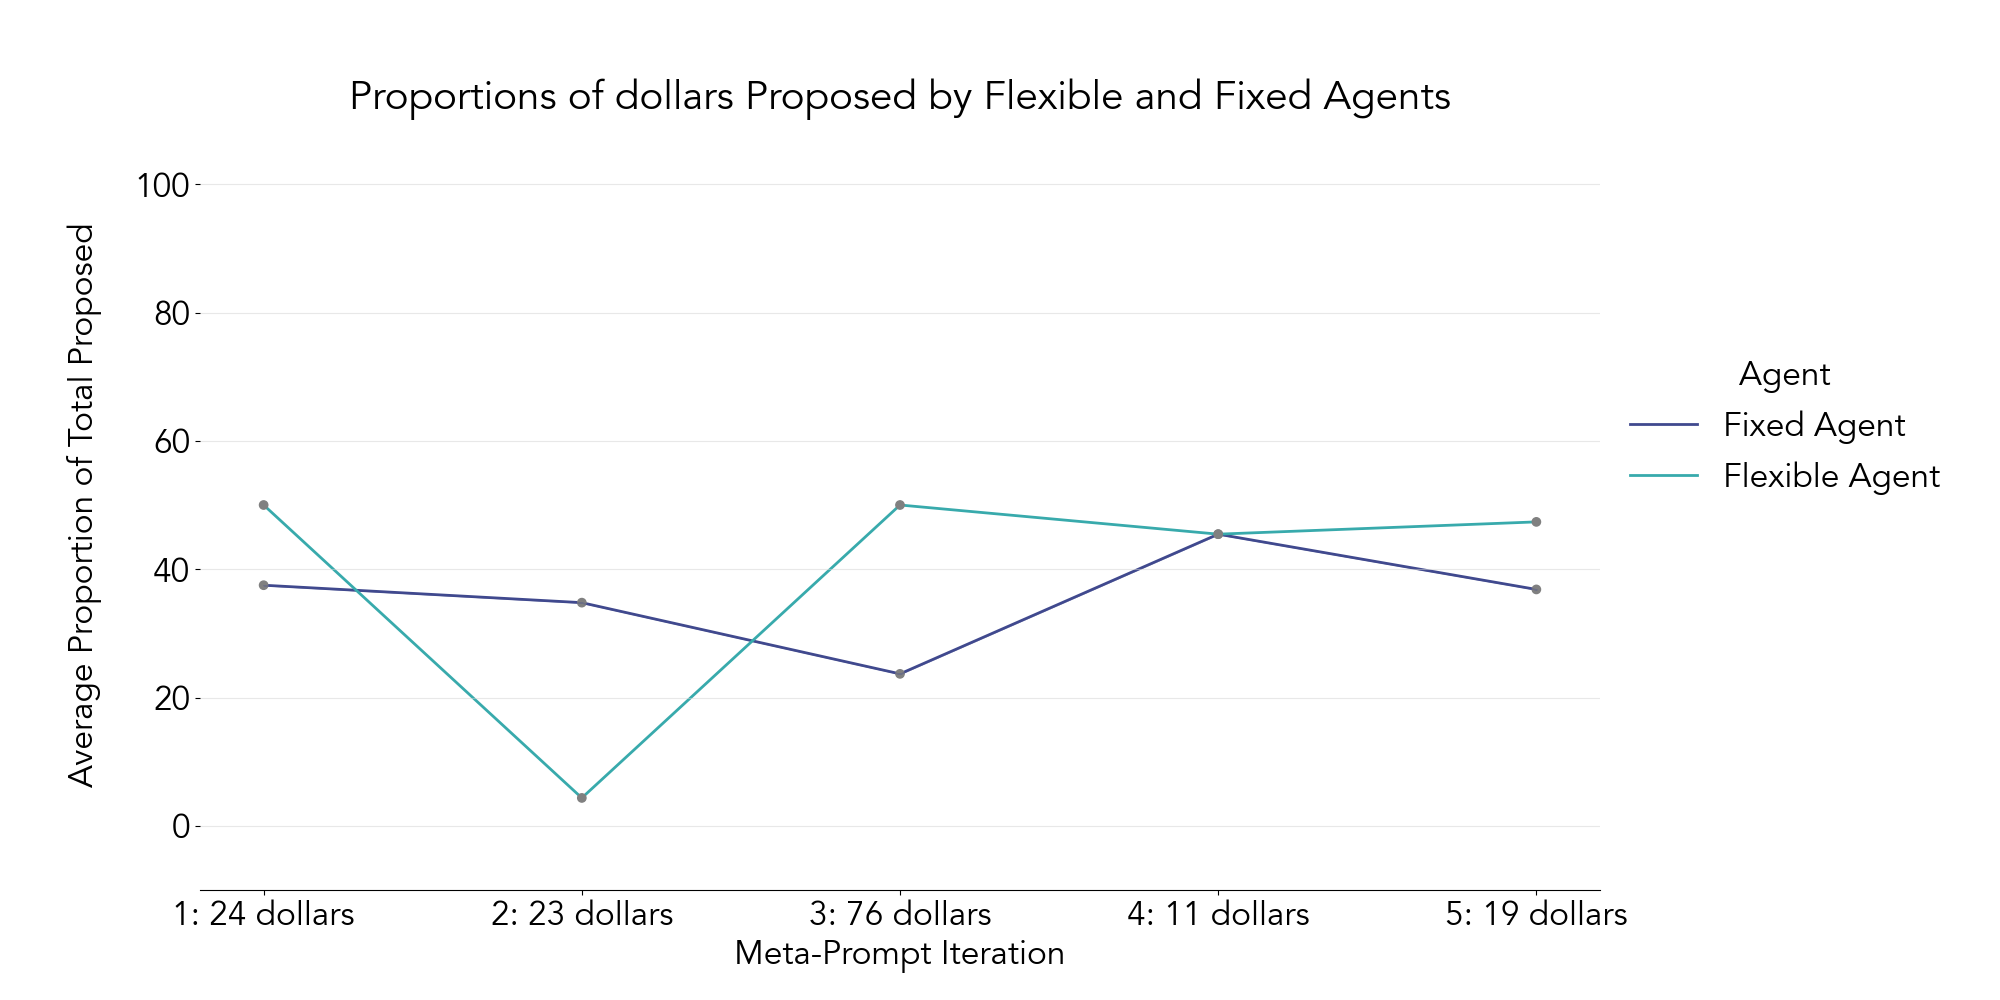 Proportions of dollars Proposed by Flexible and Fixed Agents
Average Proportion of Total Proposed
100
80
60
40
20
0
1: 24 dollars
2: 23 dollars
3: 76 dollars
4: 11 dollars
5: 19 dollars
Meta-Prompt Iteration
Agent
Fixed Agent
Flexible Agent